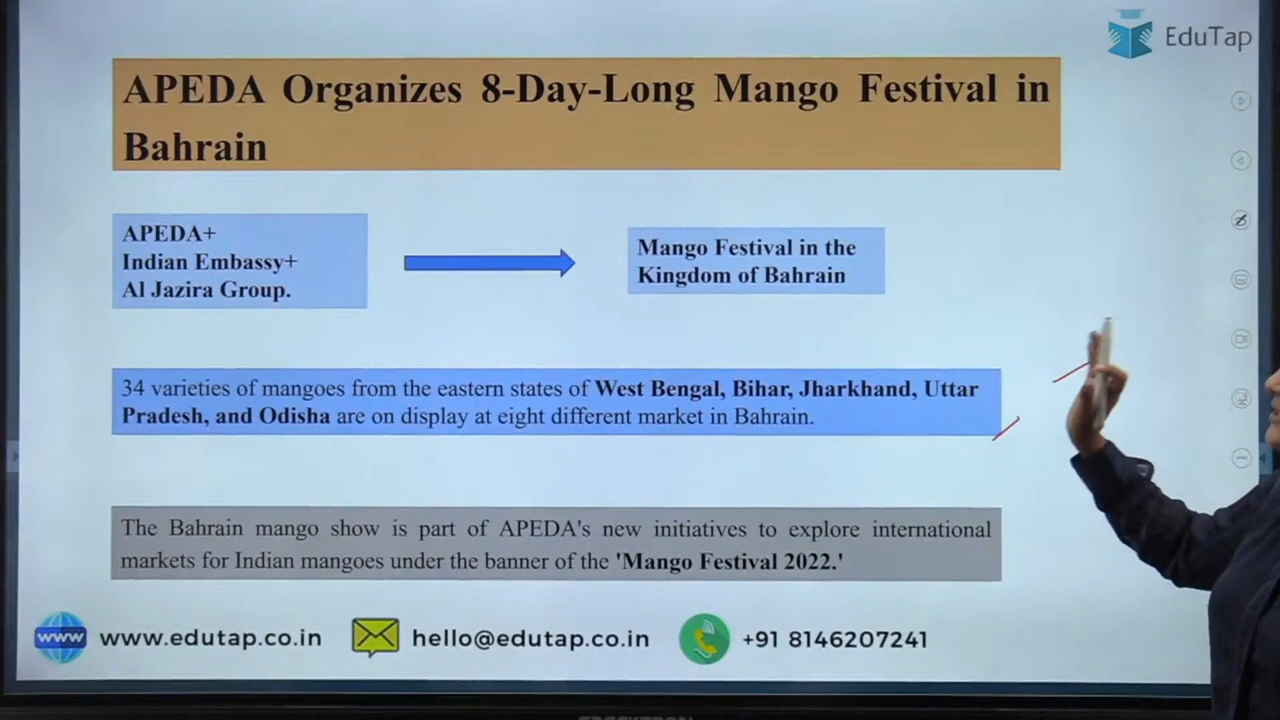 EduTap
APEDA Organizes 8-Day-Long Mango Festival in
Bahrain
APEDA+
Indian Embassy+
Al Jazira Group.
Mango Festival in the
Kingdom of Bahrain
34 varieties of mangoes from the eastern states of West Bengal, Bihar, Jharkhand, Uttar
Pradesh, and Odisha are on display at eight different market in Bahrain.
The Bahrain mango show is part of APEDA's new initiatives to explore international
markets for Indian mangoes under the banner of the 'Mango Festival 2022.'
www www.edutap.co.in hello@edutap.co.in +91 8146207241